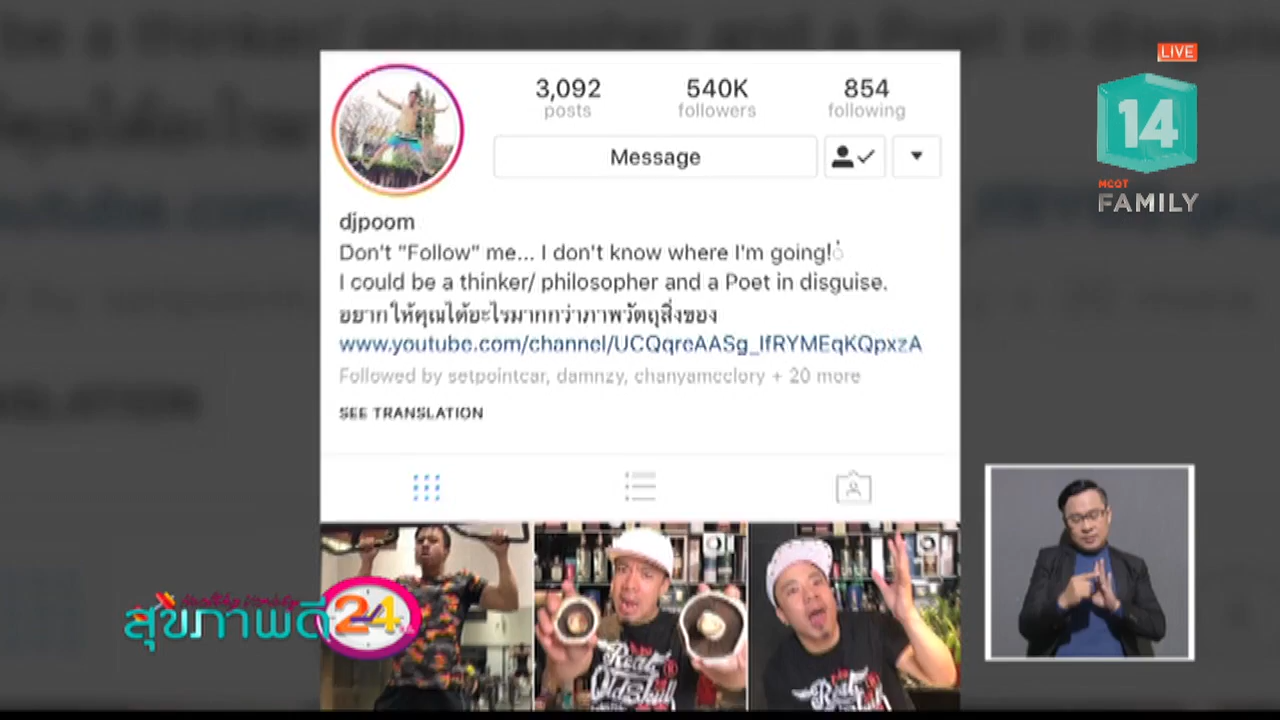 LIVE
14
MCOT
FAMILY
3,092 540K 854
posts followers following
Message
djpoom
Don't "Follow" me... I don't know where I'm going!
I could be a thinker/ philosopher and a Poet in disguise.
อยากให้คุณได้อะไรมากกว่าภาพวัตถุสิ่งของ
www.youtube.com/channel/UCQqreAASg_IfRYMEqKQpxzA
Followed by setpointcar, damnzy, chanyamcclory + 20 more
SEE TRANSLATION
สุขภาพดี 24
Real
Old Skul
Real